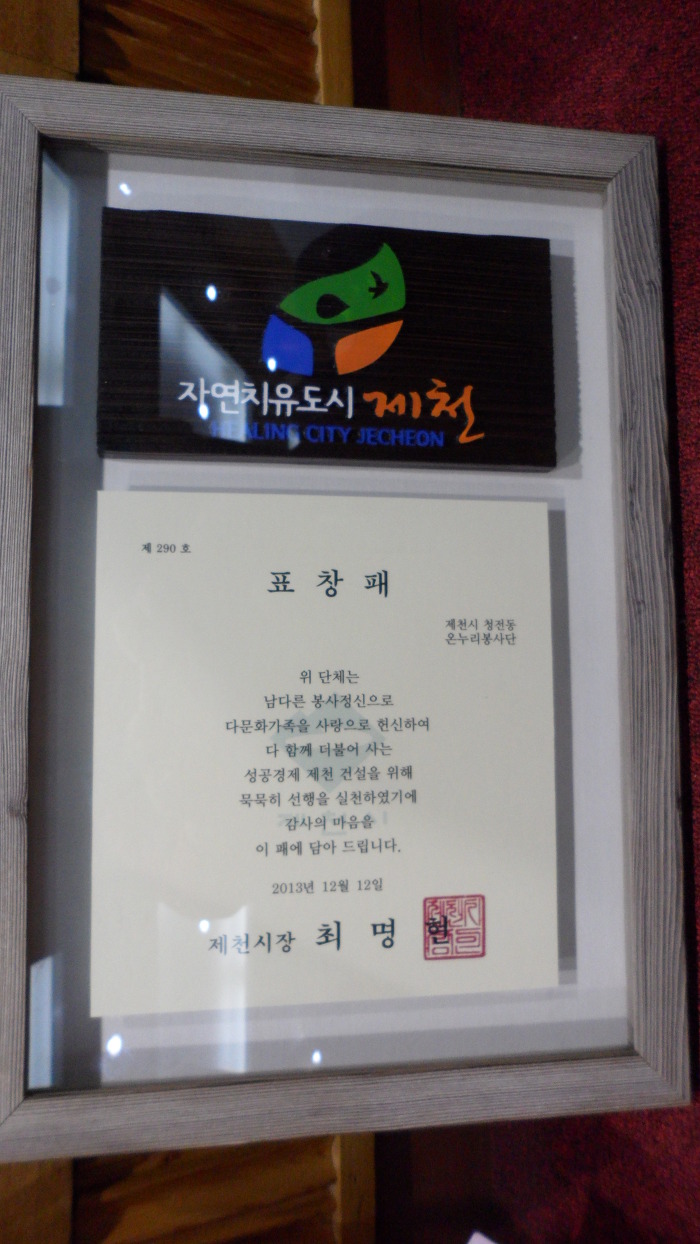 자연치유도시 제천
HEALING CITY JECHEON
제 290 호
표 창 패
제천시 청전동
온누리봉사단
위 단체는
남다른 봉사정신으로
다문화가족을 사랑으로 헌신하여
다 함께 더불어 사는
성공경제 제천 건설을 위해
묵묵히 선행을 실천하였기에
감사의 마음을
이 패에 담아 드립니다.
2013년 12월 12일
제천시장 최 명 현